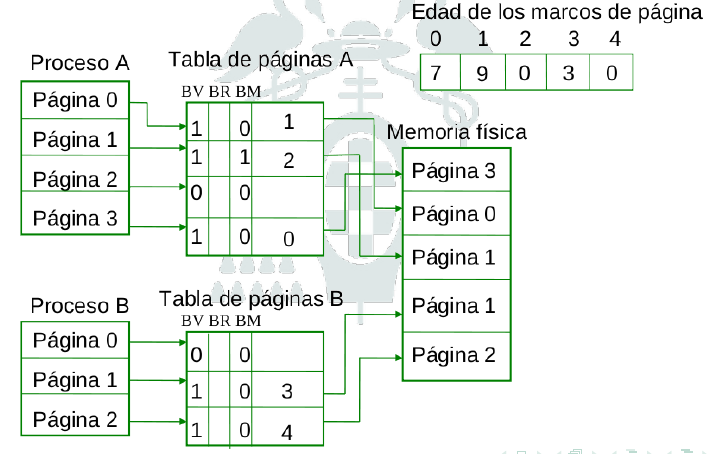 Edad de los marcos de página
0 1 2 3 4
7 9 0 3 0
Proceso A
Página 0
Página 1
Página 2
Página 3
Tabla de páginas A
BV BR BM
1 0 1
1 1 2
0 0
1 0 0
Memoria física
Página 3
Página 0
Página 1
Página 1
Página 2
Proceso B
Página 0
Página 1
Página 2
Tabla de páginas B
BV BR BM
0 0
1 0 3
1 0 4